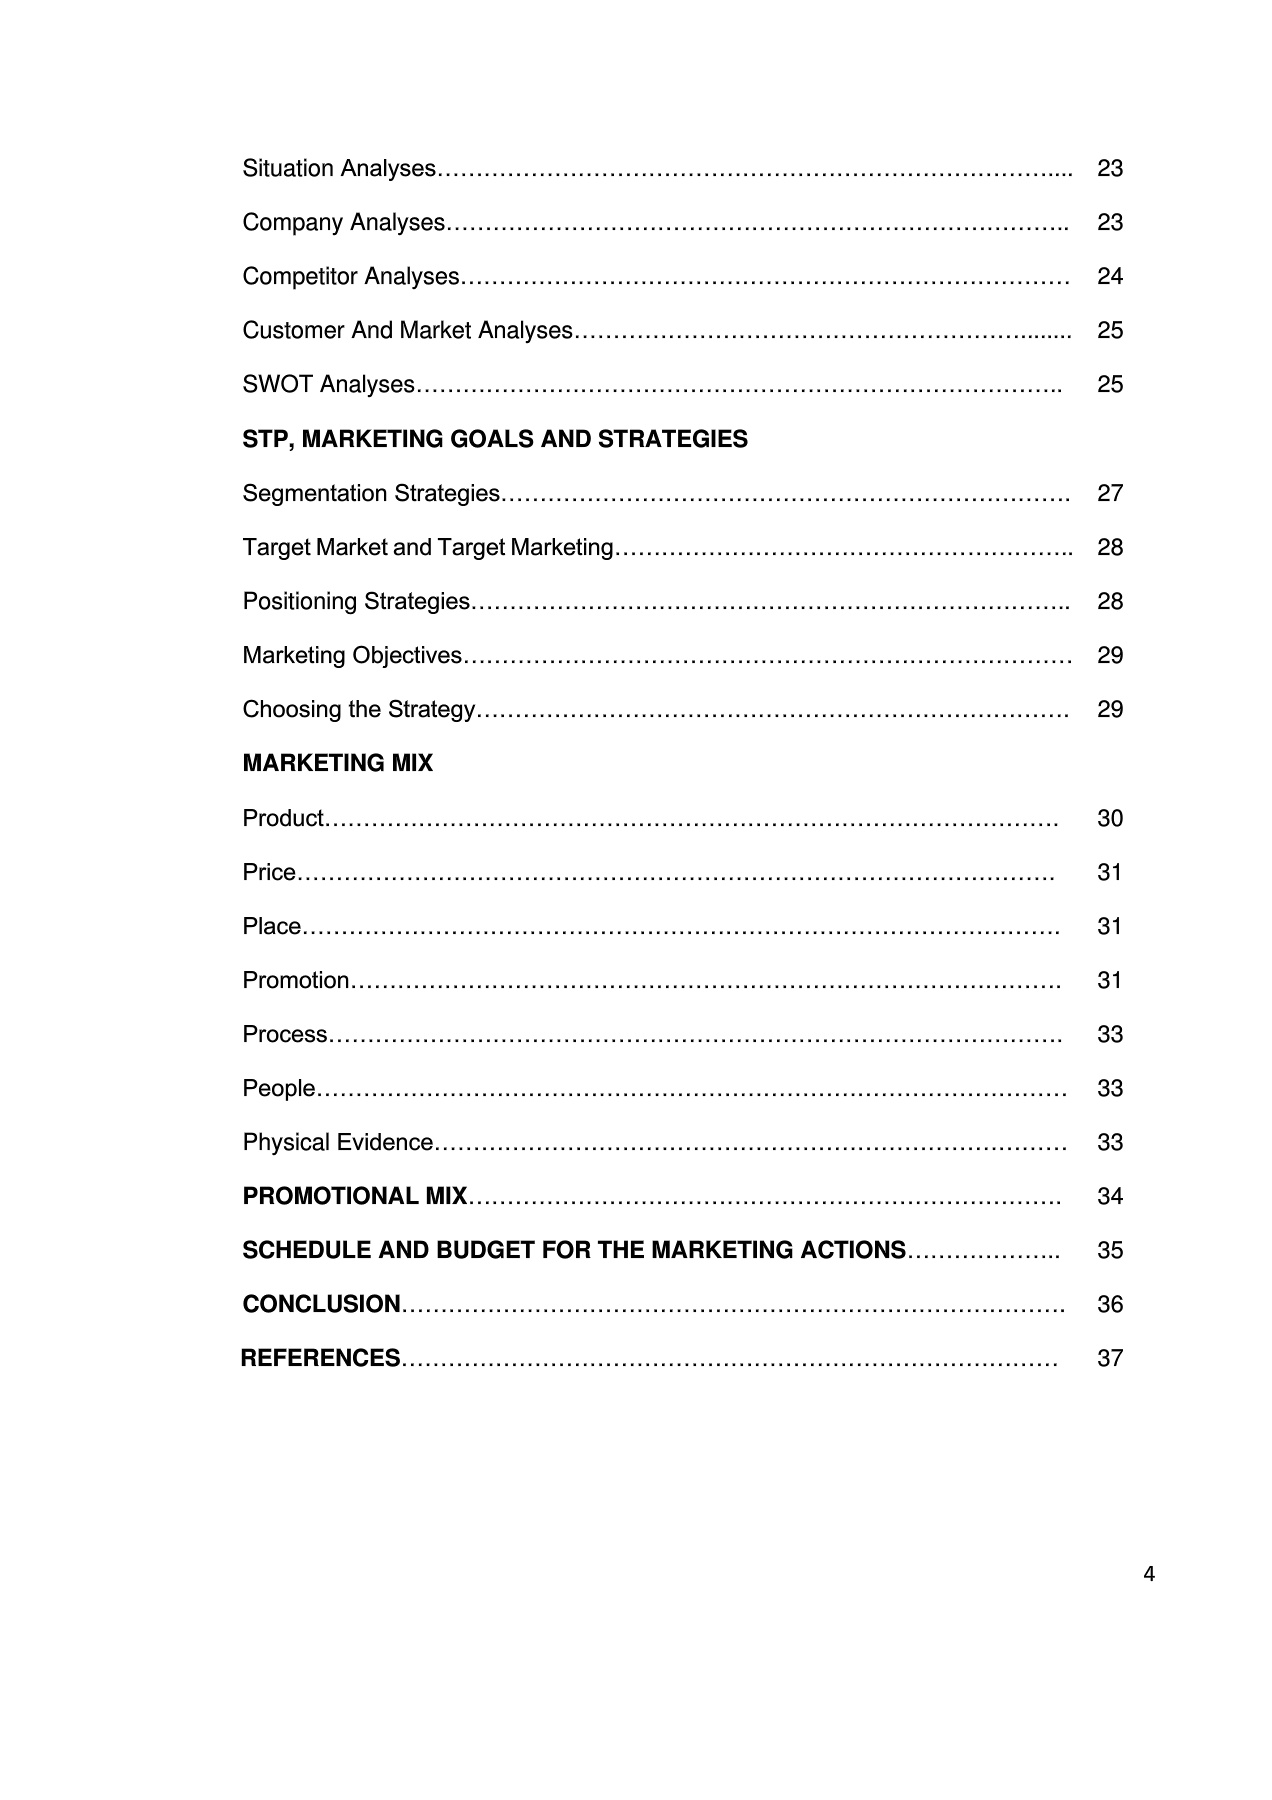 Situation Analyses…………………………………………………………………….... 23
Company Analyses…………………………………………………………………….. 23
Competitor Analyses…………………………………………………………………… 24
Customer And Market Analyses…………………………………………………........ 25
SWOT Analyses……………………………………………………………………….. 25
STP, MARKETING GOALS AND STRATEGIES
Segmentation Strategies………………………………………………………………. 27
Target Market and Target Marketing………………………………………………….. 28
Positioning Strategies………………………………………………………………….. 28
Marketing Objectives…………………………………………………………………… 29
Choosing the Strategy…………………………………………………………………. 29
MARKETING MIX
Product…………………………………………………………………………………. 30
Price……………………………………………………………………………………. 31
Place……………………………………………………………………………………. 31
Promotion………………………………………………………………………………. 31
Process…………………………………………………………………………………. 33
People…………………………………………………………………………………… 33
Physical Evidence……………………………………………………………………… 33
PROMOTIONAL MIX…………………………………………………………………. 34
SCHEDULE AND BUDGET FOR THE MARKETING ACTIONS……………….. 35
CONCLUSION…………………………………………………………………………. 36
REFERENCES………………………………………………………………………… 37
4